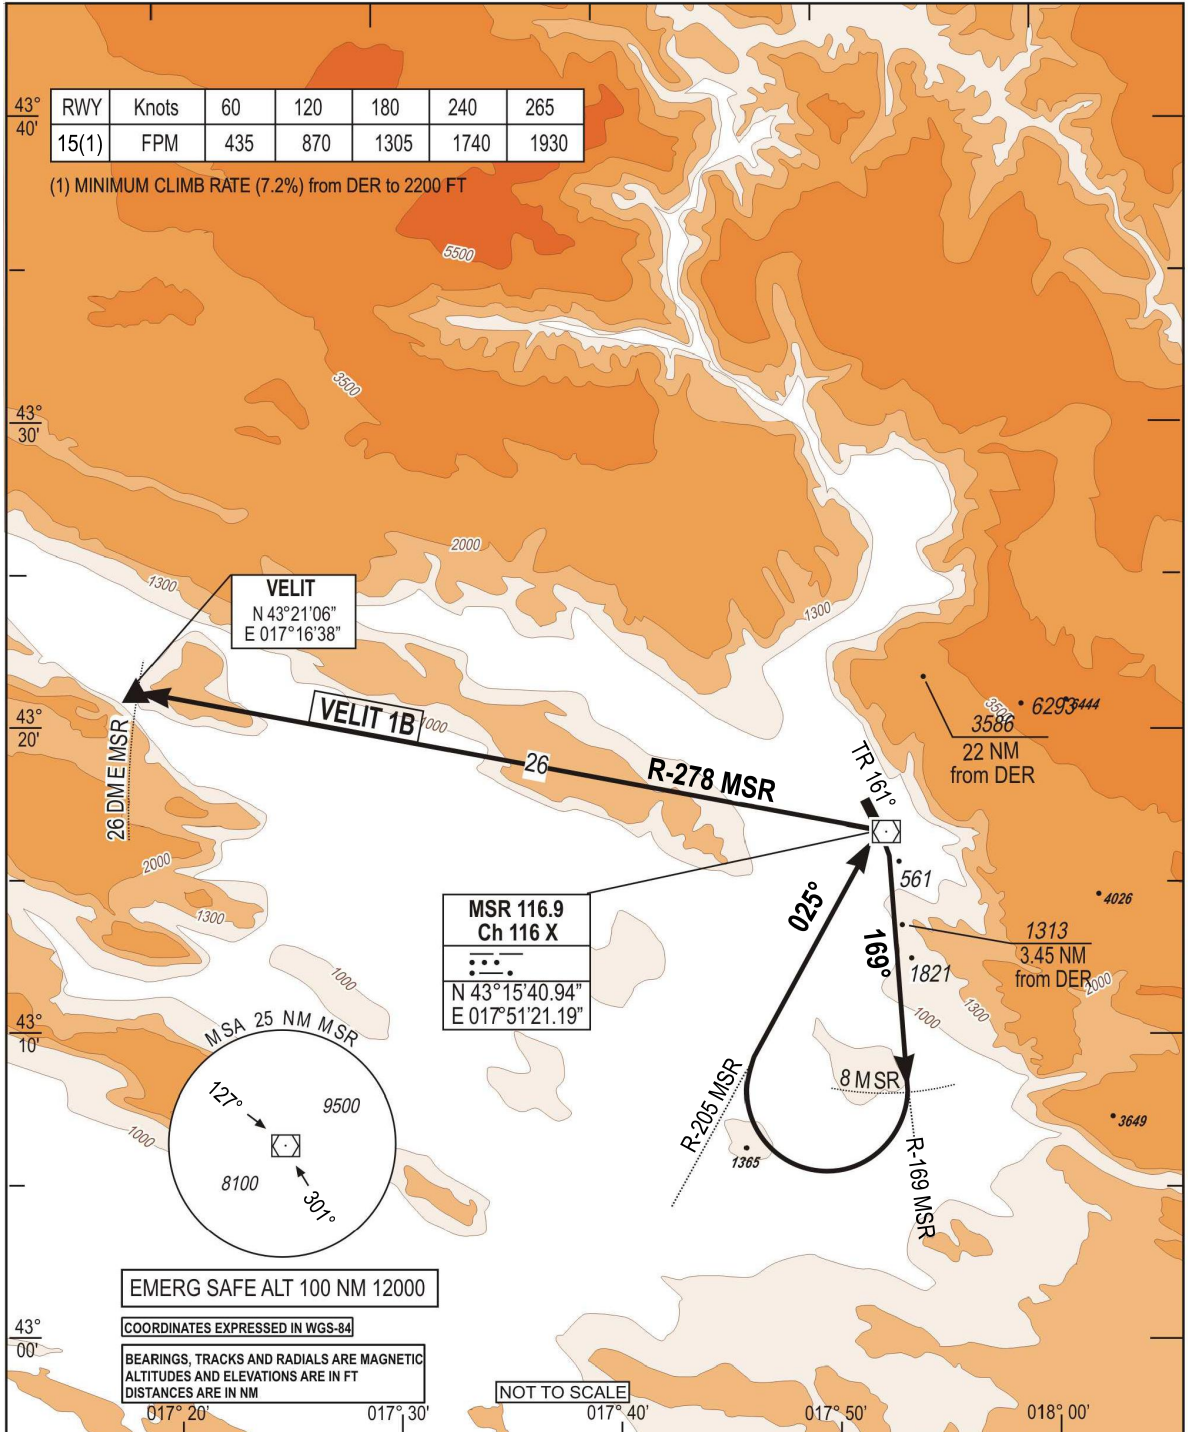 43°
40'
RWY Knots 60 120 180 240 265
15(1) FPM 435 870 1305 1740 1930
(1) MINIMUM CLIMB RATE (7.2%) from DER to 2200 FT
5500
3500
43°
30'
2000
1300
VELIT
N 43°21'06"
E 017°16'38"
1300
43°
20'
26 DME MSR
VELIT 1B
1000
26
R-278 MSR
TR 161°
3500
6293
6444
3586
22 NM
from DER
2000
1300
561
4026
MSR 116.9
Ch 116 X
N 43°15'40.94"
E 017°51'21.19"
025°
169°
1313
3.45 NM
from DER
1821
2000
1300
1000
1000
43°
10'
MSA 25 NM MSR
127°
9500
8100
301°
1000
R-205 MSR
8 MSR
R-169 MSR
1365
3649
EMERG SAFE ALT 100 NM 12000
COORDINATES EXPRESSED IN WGS-84
BEARINGS, TRACKS AND RADIALS ARE MAGNETIC
ALTITUDES AND ELEVATIONS ARE IN FT
DISTANCES ARE IN NM
43°
00'
NOT TO SCALE
017° 20' 017° 30' 017° 40' 017° 50' 018° 00'